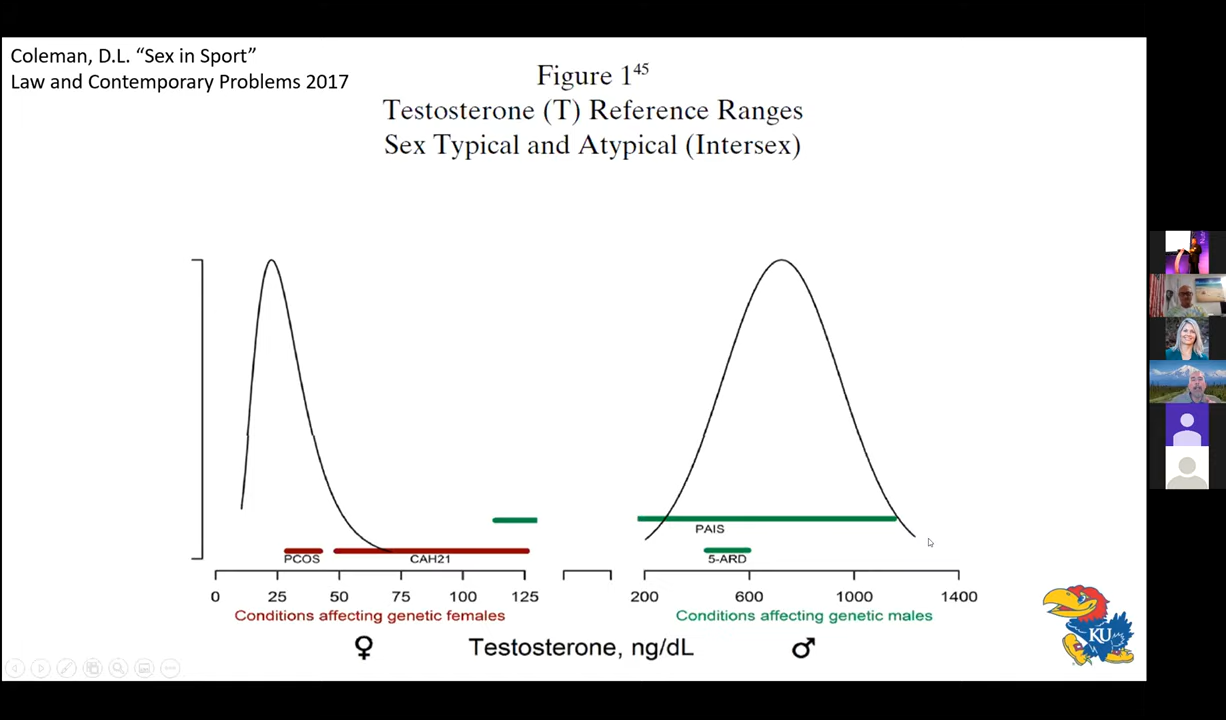 Coleman, D.L. “Sex in Sport”
Law and Contemporary Problems 2017
Figure 1⁴⁵
Testosterone (T) Reference Ranges
Sex Typical and Atypical (Intersex)
PAIS
PCOS
CAH21
5-ARD
0 25 50 75 100 125 200 600 1000 1400
Conditions affecting genetic females
Conditions affecting genetic males
♀ Testosterone, ng/dL ♂
KU